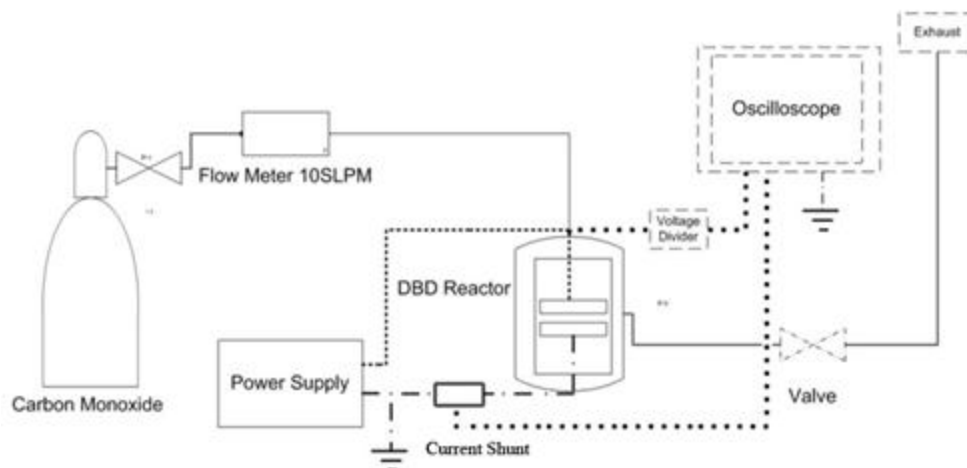 Exhaust
Oscilloscope
Flow Meter 10SLPM
Voltage
Divider
DBD Reactor
Power Supply
Carbon Monoxide
Valve
Current Shunt